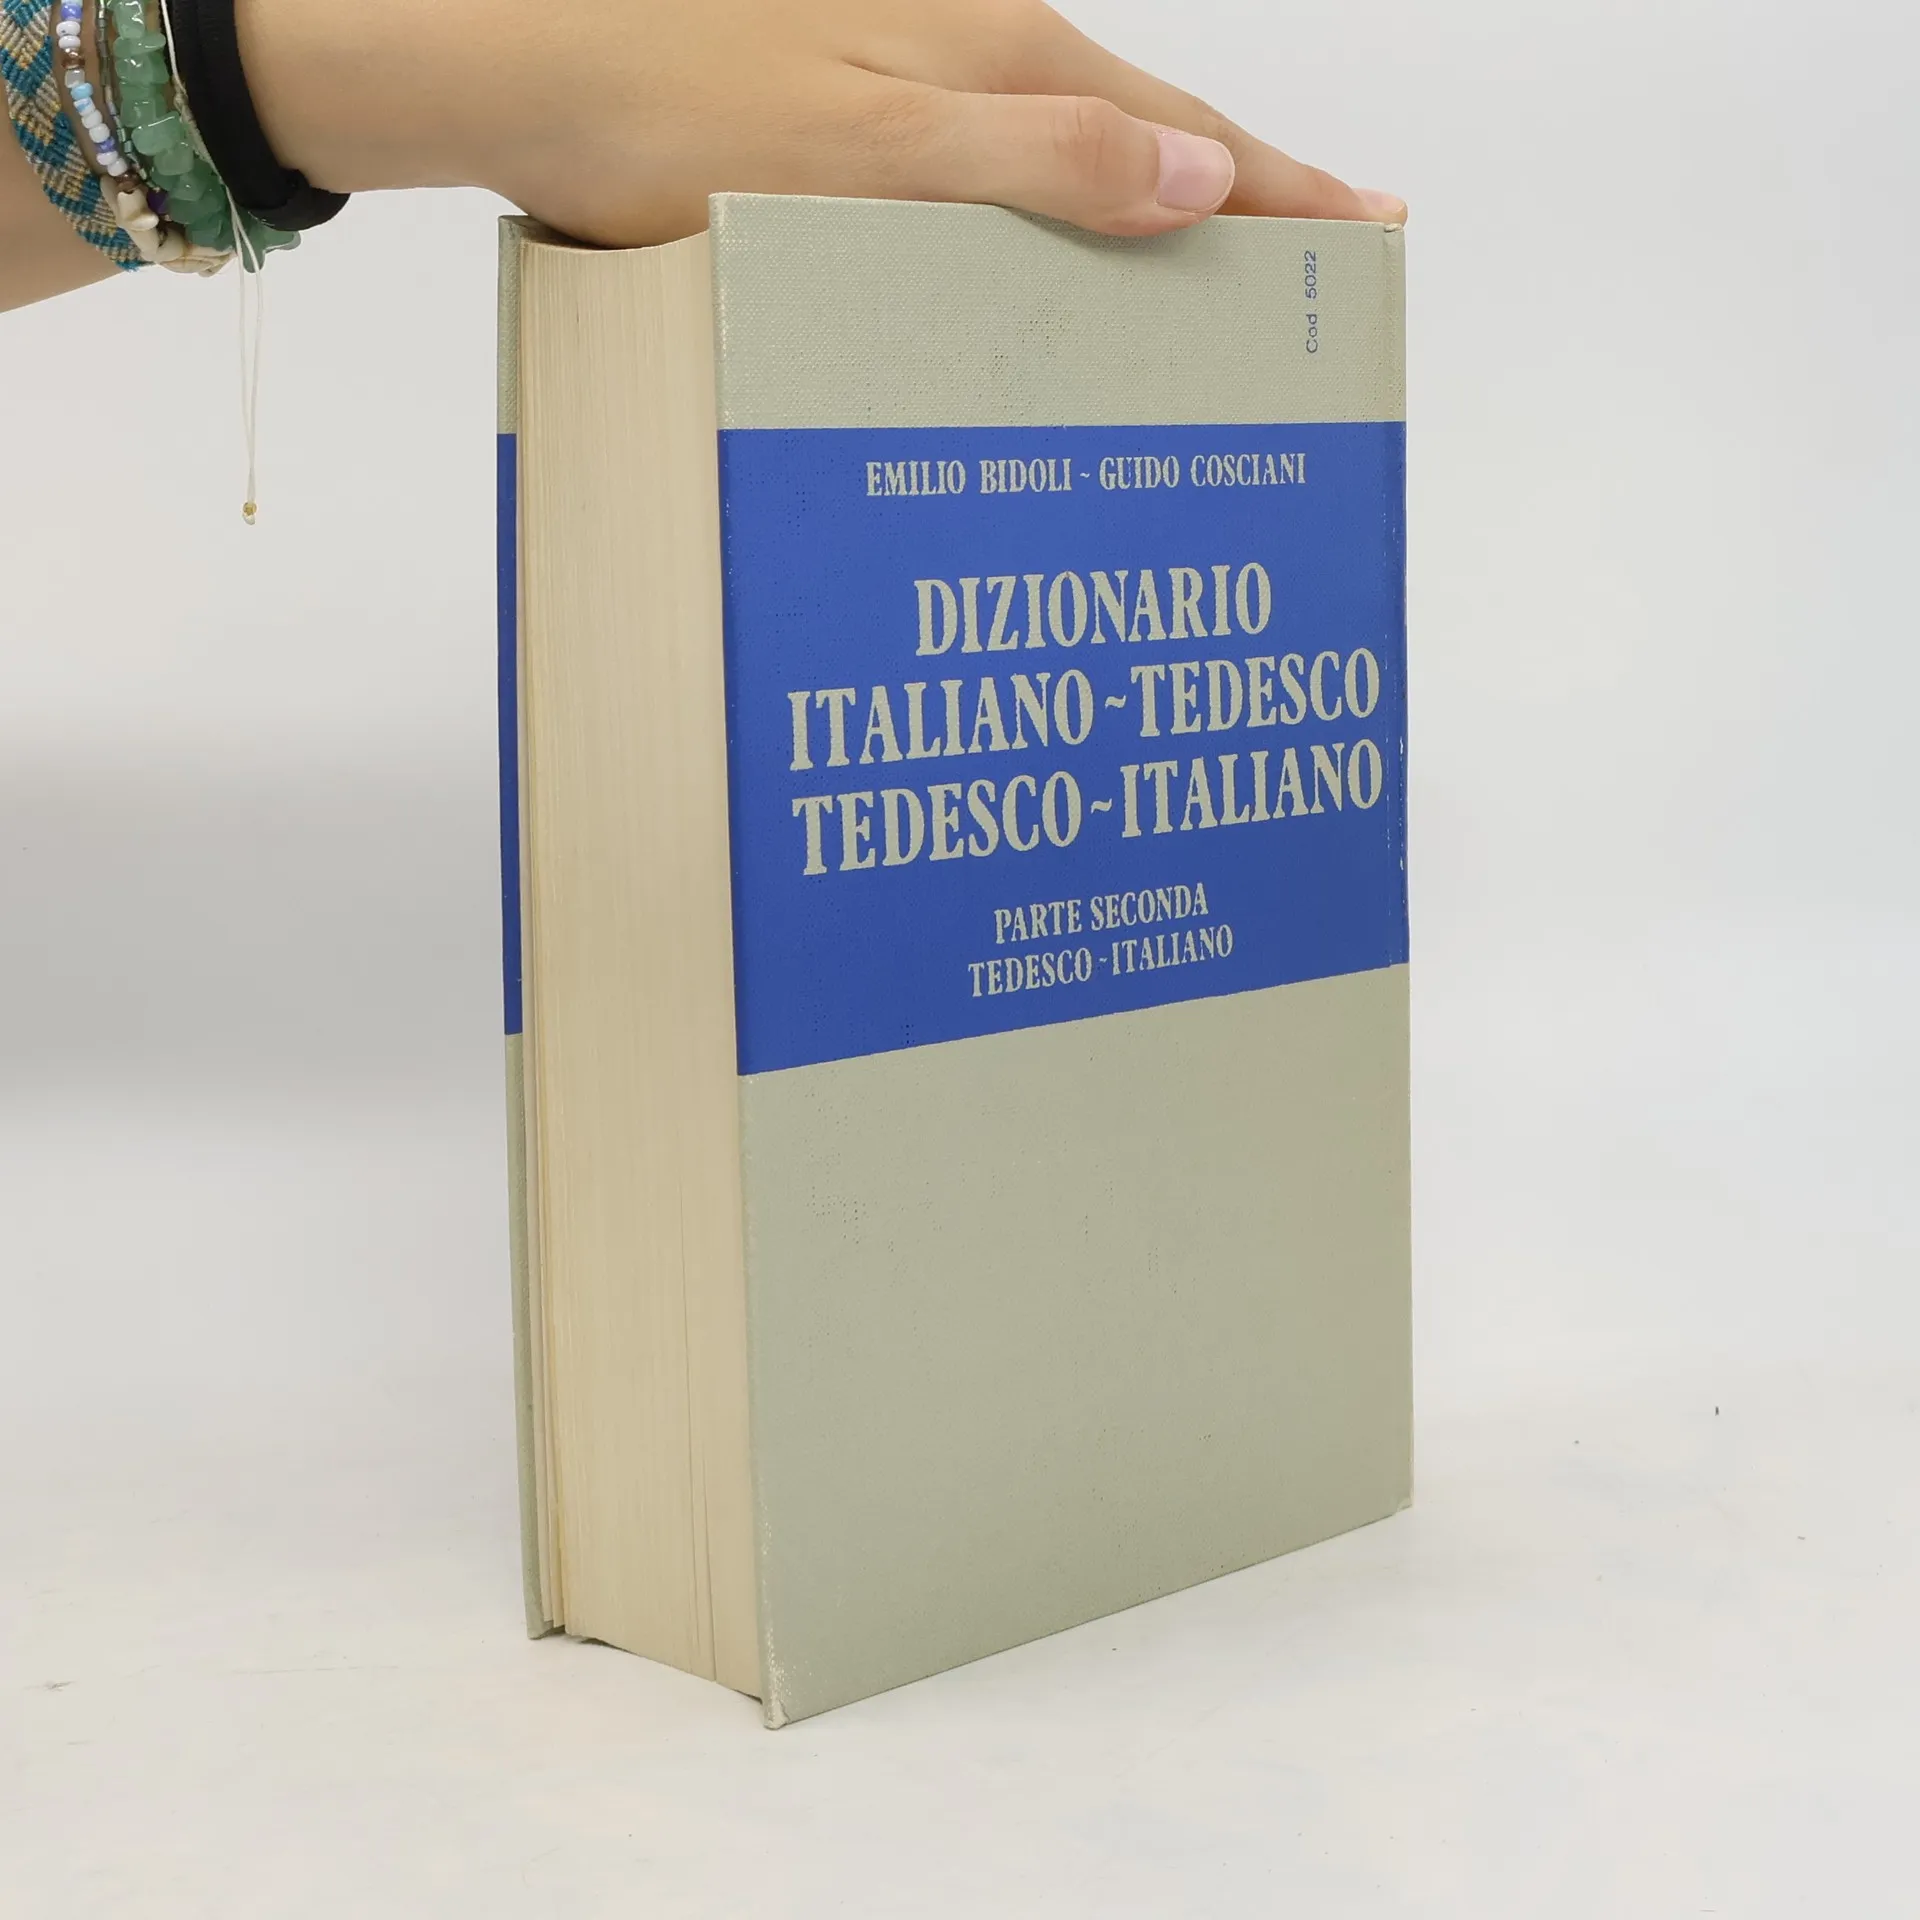 Cod 5022
EMILIO BIDOLI ~ GUIDO COSCIANI
DIZIONARIO
ITALIANO~TEDESCO
TEDESCO~ITALIANO
PARTE SECONDA
TEDESCO~ITALIANO